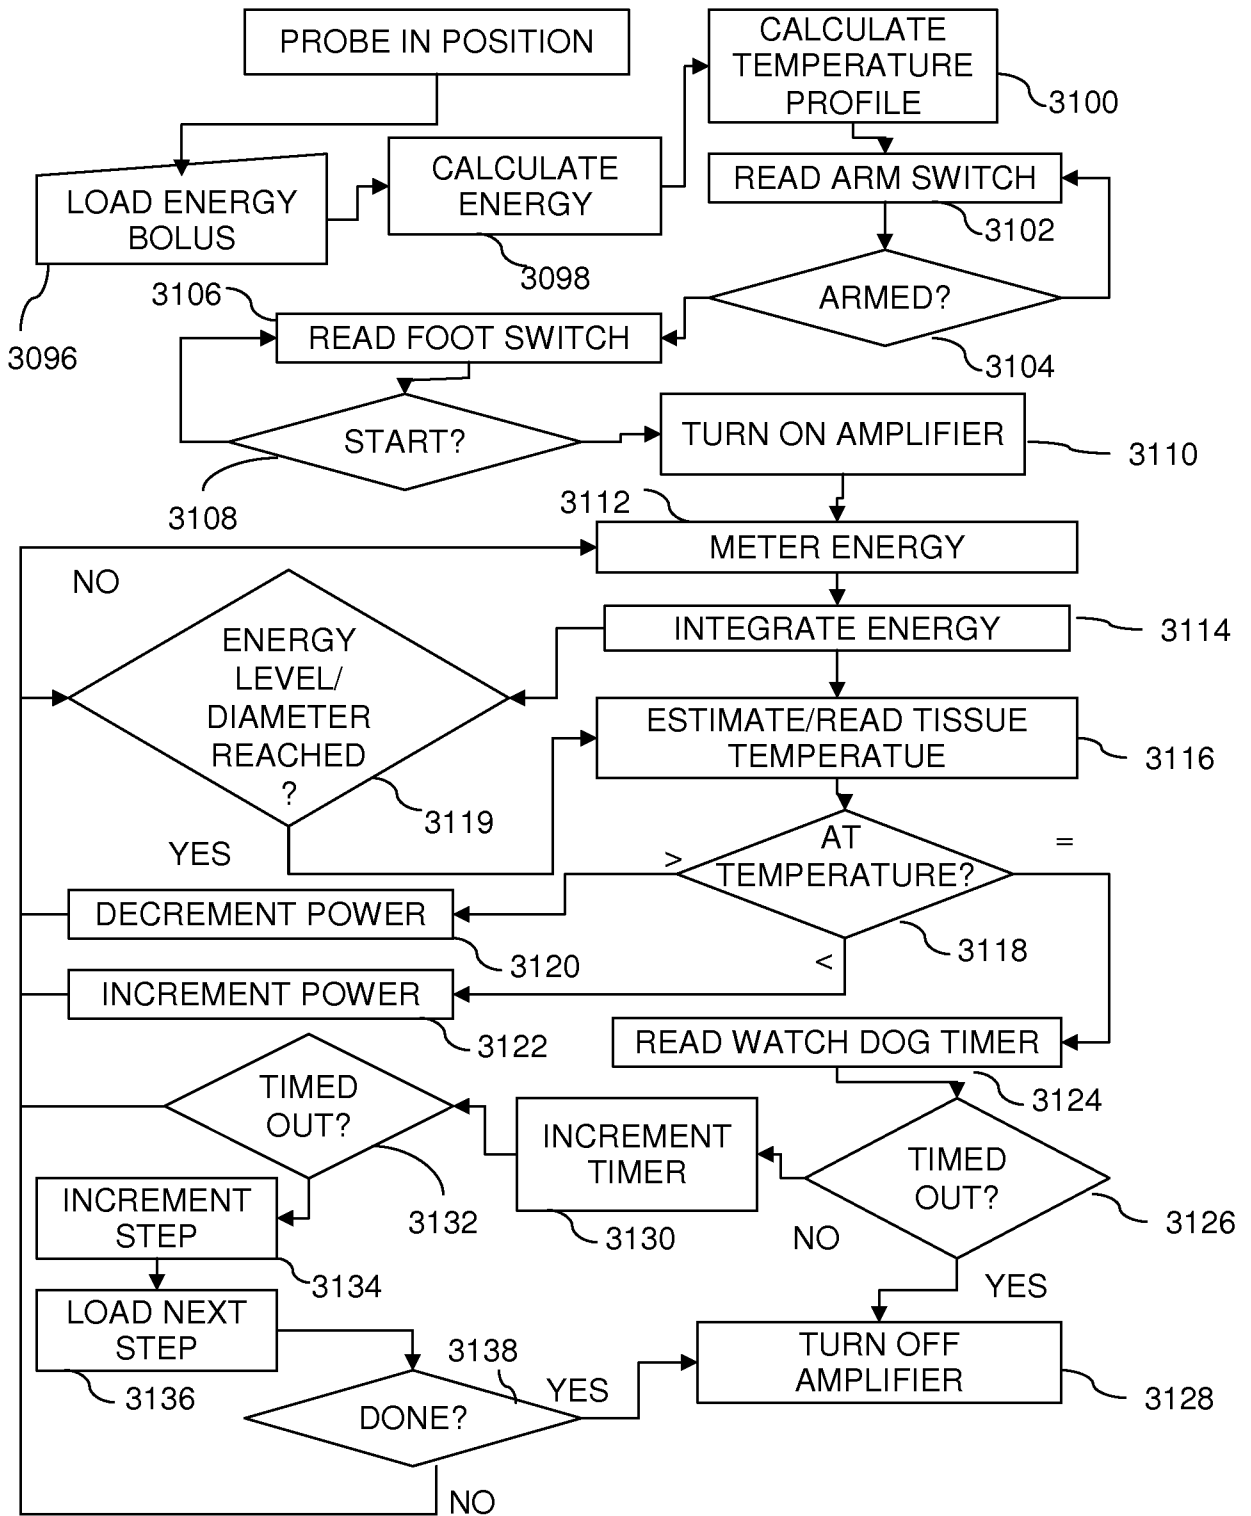 PROBE IN POSITION
CALCULATE
TEMPERATURE
PROFILE
3100
LOAD ENERGY
BOLUS
3096
CALCULATE
ENERGY
3098
READ ARM SWITCH
3102
ARMED?
3104
3106
READ FOOT SWITCH
START?
3108
TURN ON AMPLIFIER
3110
3112
METER ENERGY
NO
INTEGRATE ENERGY
3114
ENERGY
LEVEL/
DIAMETER
REACHED
?
3119
YES
ESTIMATE/READ TISSUE
TEMPERATUE
3116
AT
TEMPERATURE?
>
=
<
3118
DECREMENT POWER
3120
INCREMENT POWER
3122
READ WATCH DOG TIMER
3124
TIMED
OUT?
3126
NO
YES
INCREMENT
TIMER
3130
TIMED
OUT?
3132
INCREMENT
STEP
3134
LOAD NEXT
STEP
3136
3138
DONE?
YES
NO
TURN OFF
AMPLIFIER
3128